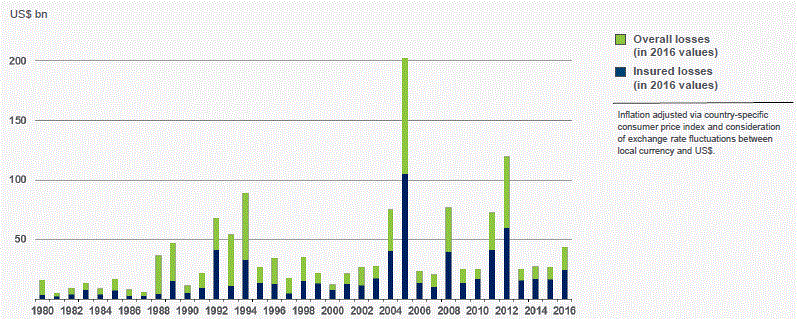 US$ bn
200
150
100
50
1980 1982 1984 1986 1988 1990 1992 1994 1996 1998 2000 2002 2004 2006 2008 2010 2012 2014 2016
Overall losses
(in 2016 values)
Insured losses
(in 2016 values)
Inflation adjusted via country-specific
consumer price index and consideration
of exchange rate fluctuations between
local currency and US$.